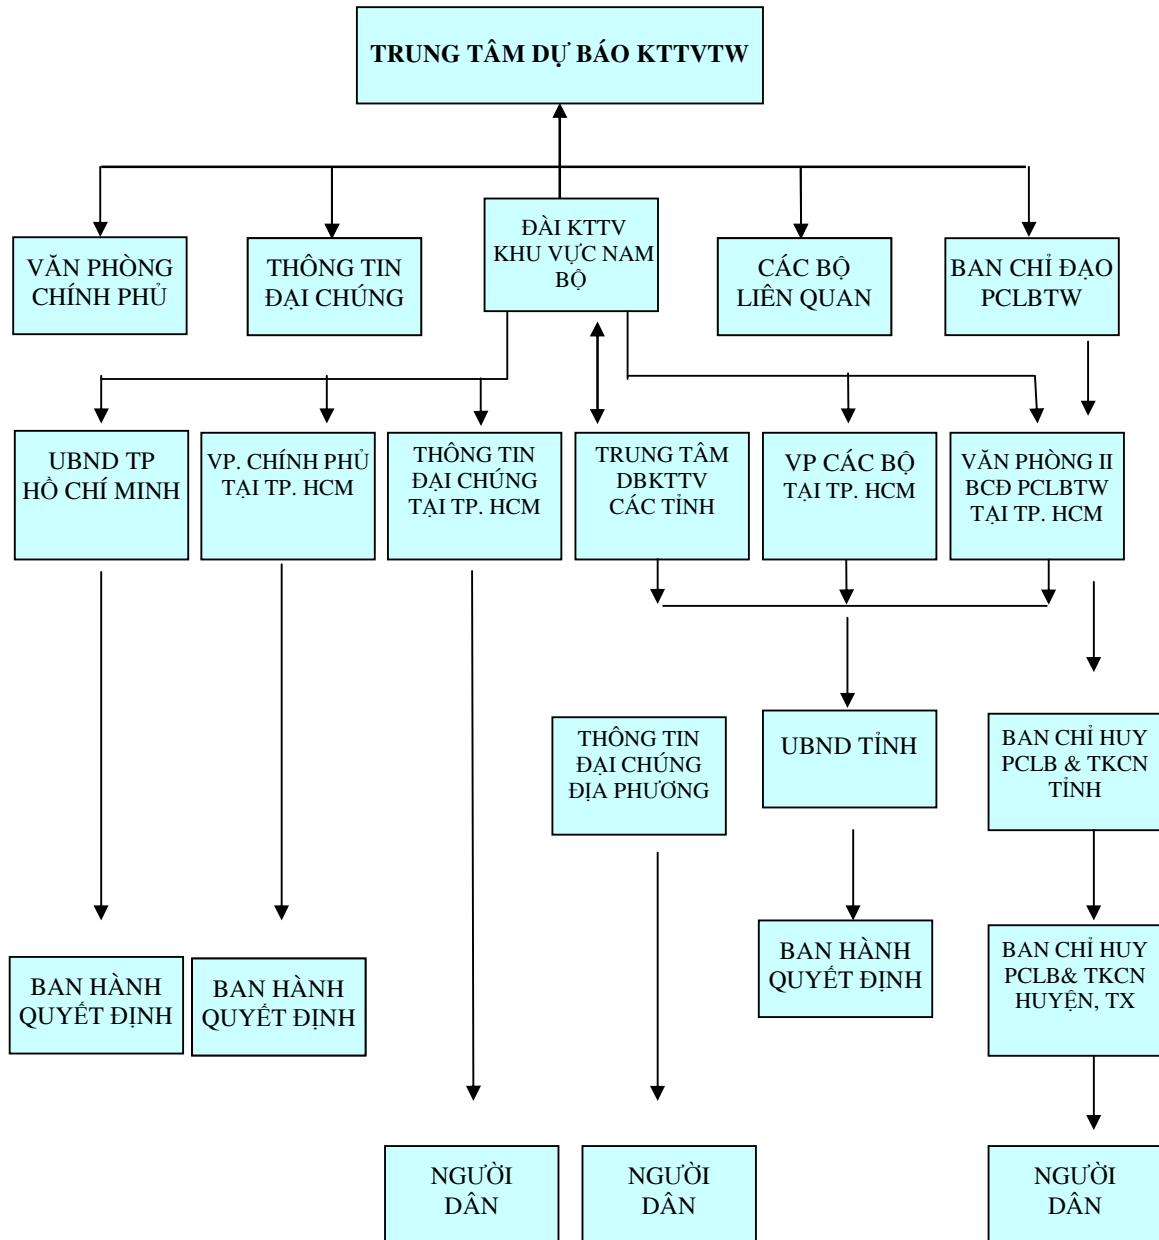 TRUNG TÂM DỰ BÁO KTTVTW
VĂN PHÒNG
CHÍNH PHỦ
THÔNG TIN
ĐẠI CHÚNG
ĐÀI KTTV
KHU VỰC NAM
BỘ
CÁC BỘ
LIÊN QUAN
BAN CHỈ ĐẠO
PCLBTW
UBND TP
HỒ CHÍ MINH
VP. CHÍNH PHỦ
TẠI TP. HCM
THÔNG TIN
ĐẠI CHÚNG
TẠI TP. HCM
TRUNG TÂM
DBKTTV
CÁC TỈNH
VP CÁC BỘ
TẠI TP. HCM
VĂN PHÒNG II
BCĐ PCLBTW
TẠI TP. HCM
THÔNG TIN
ĐẠI CHÚNG
ĐỊA PHƯƠNG
UBND TỈNH
BAN CHỈ HUY
PCLB & TKCN
TỈNH
BAN HÀNH
QUYẾT ĐỊNH
BAN HÀNH
QUYẾT ĐỊNH
BAN HÀNH
QUYẾT ĐỊNH
BAN CHỈ HUY
PCLB& TKCN
HUYỆN, TX
NGƯỜI
DÂN
NGƯỜI
DÂN
NGƯỜI
DÂN